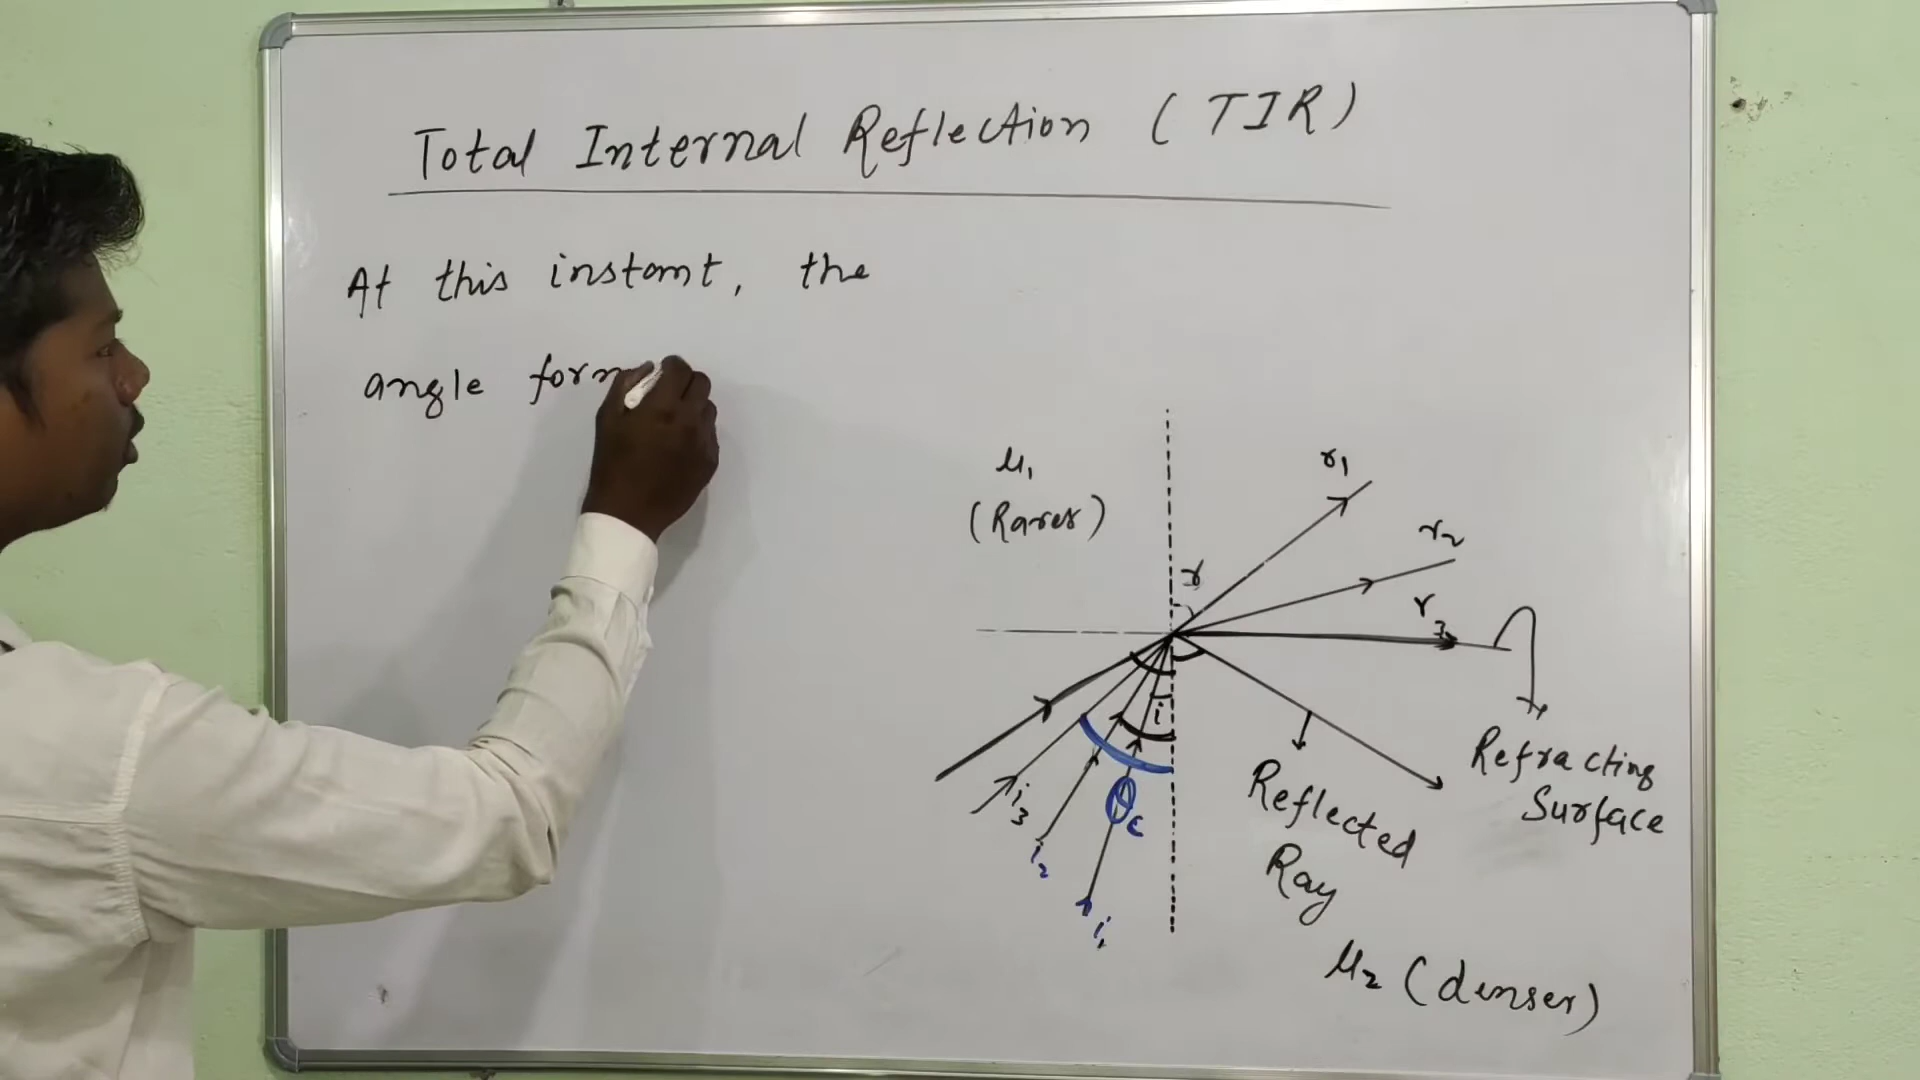 Total Internal Reflection (TIR)
At this instant, the
angle form
μ₁
(Rarer)
r₁
r₂
r
r₃
i
i₃
θc
i₂
i₁
Refracting
Surface
Reflected
Ray
μ₂ (denser)